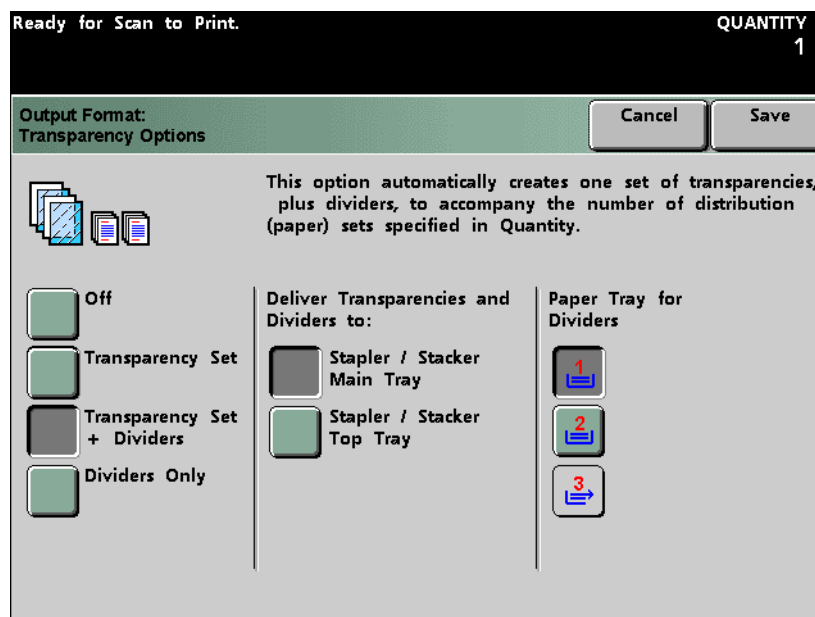 Ready for Scan to Print.
QUANTITY
1
Output Format:
Transparency Options
Cancel
Save
This option automatically creates one set of transparencies,
plus dividers, to accompany the number of distribution
(paper) sets specified in Quantity.
Off
Transparency Set
Transparency Set
+ Dividers
Dividers Only
Deliver Transparencies and
Dividers to:
Stapler / Stacker
Main Tray
Stapler / Stacker
Top Tray
Paper Tray for
Dividers
1
2
3